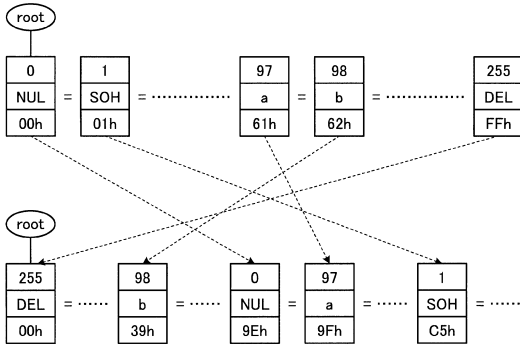 root
0 1 97 98 255
NUL = SOH = ·············· a = b = ·············· DEL
00h 01h 61h 62h FFh
root
255 98 0 97 1
DEL = ······ b = ······ NUL = a = ······ SOH = ······
00h 39h 9Eh 9Fh C5h